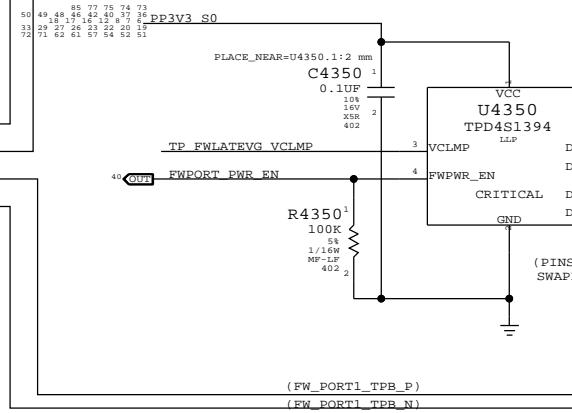 85 77 75 74 73
50 49 48 46 42 40 37 36
18 17 16 12 8 7 6
33 29 27 26 23 22 20 19
72 71 62 61 57 54 52 51
PP3V3_S0
PLACE_NEAR=U4350.1:2 mm
C4350 1
0.1UF
10%
16V
X5R
402
2
1
VCC
U4350
TPD4S1394
LLP
TP_FWLATEVG_VCLMP
3 VCLMP
D
40 OUT
FWPORT_PWR_EN
4 FWPWR_EN
D
CRITICAL D
D
R4350 1
100K
5%
1/16W
MF-LF
402
2
GND
(PINS
SWAP
(FW_PORT1_TPB_P)
(FW_PORT1_TPB_N)